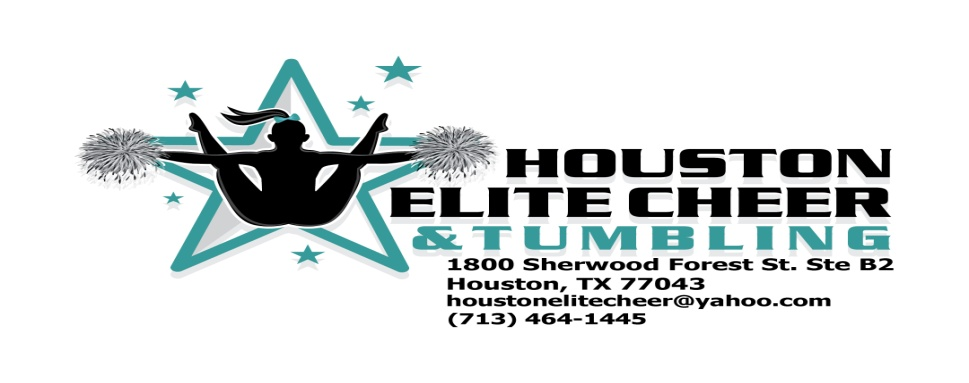 HOUSTON
ELITE CHEER
& TUMBLING
1800 Sherwood Forest St. Ste B2
Houston, TX 77043
houstonelitecheer@yahoo.com
(713) 464-1445